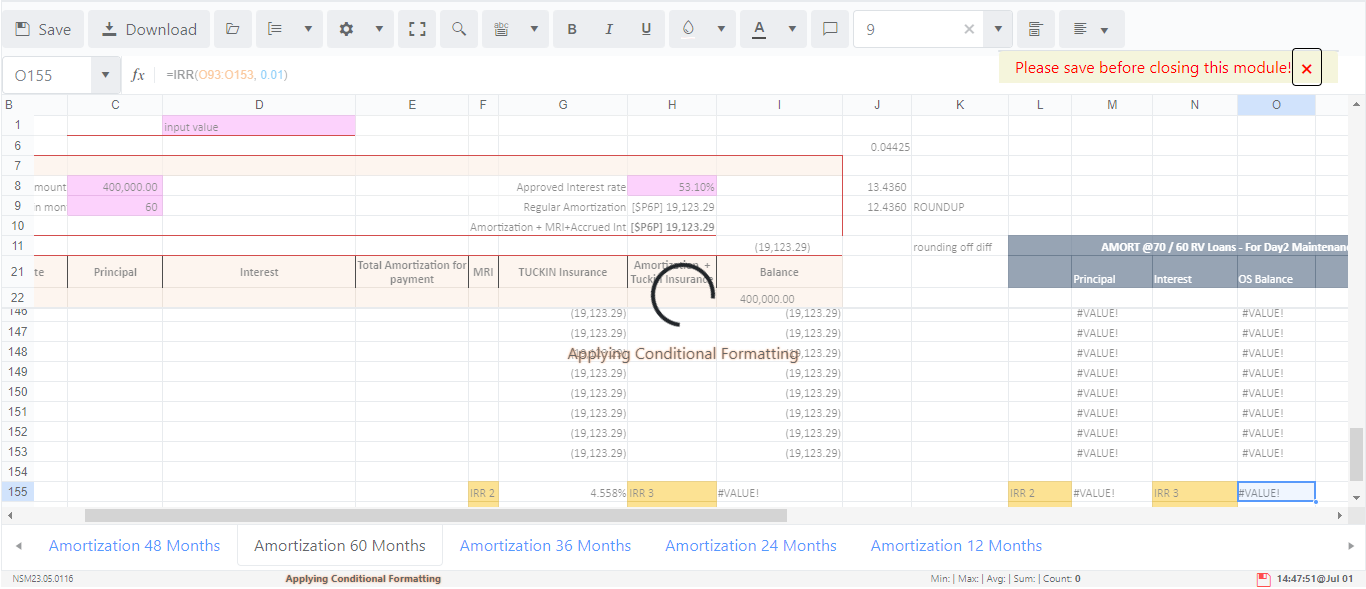 Save Download B I U A 9
Please save before closing this module! ×
O155 fx =IRR(O93:O153, 0.01)
B C D E F G H I J K L M N O
1 input value
6 0.04425
7
8 mount 400,000.00 Approved Interest rate 53.10% 13.4360
9 n mon 60 Regular Amortization [$P6P] 19,123.29 12.4360 ROUNDUP
10 Amortization + MRI+Accrued Int [$P6P] 19,123.29
11 (19,123.29) rounding off diff AMORT @70 / 60 RV Loans - For Day2 Maintenanc
21 te Principal Interest Total Amortization for payment MRI TUCKIN Insurance Amortization + Tuckin Insurance Balance Principal Interest OS Balance
22 400,000.00
146 (19,123.29) (19,123.29) #VALUE! #VALUE!
147 (19,123.29) (19,123.29) #VALUE! #VALUE!
148 (19,123.29) (19,123.29) #VALUE! #VALUE!
Applying Conditional Formatting
149 (19,123.29) (19,123.29) #VALUE! #VALUE!
150 (19,123.29) (19,123.29) #VALUE! #VALUE!
151 (19,123.29) (19,123.29) #VALUE! #VALUE!
152 (19,123.29) (19,123.29) #VALUE! #VALUE!
153 (19,123.29) (19,123.29) #VALUE! #VALUE!
154
155 IRR 2 4.558% IRR 3 #VALUE! IRR 2 #VALUE! IRR 3 #VALUE!
Amortization 48 Months Amortization 60 Months Amortization 36 Months Amortization 24 Months Amortization 12 Months
NSM23.05.0116 Applying Conditional Formatting Min: | Max: | Avg: | Sum: | Count: 0 14:47:51@Jul 01